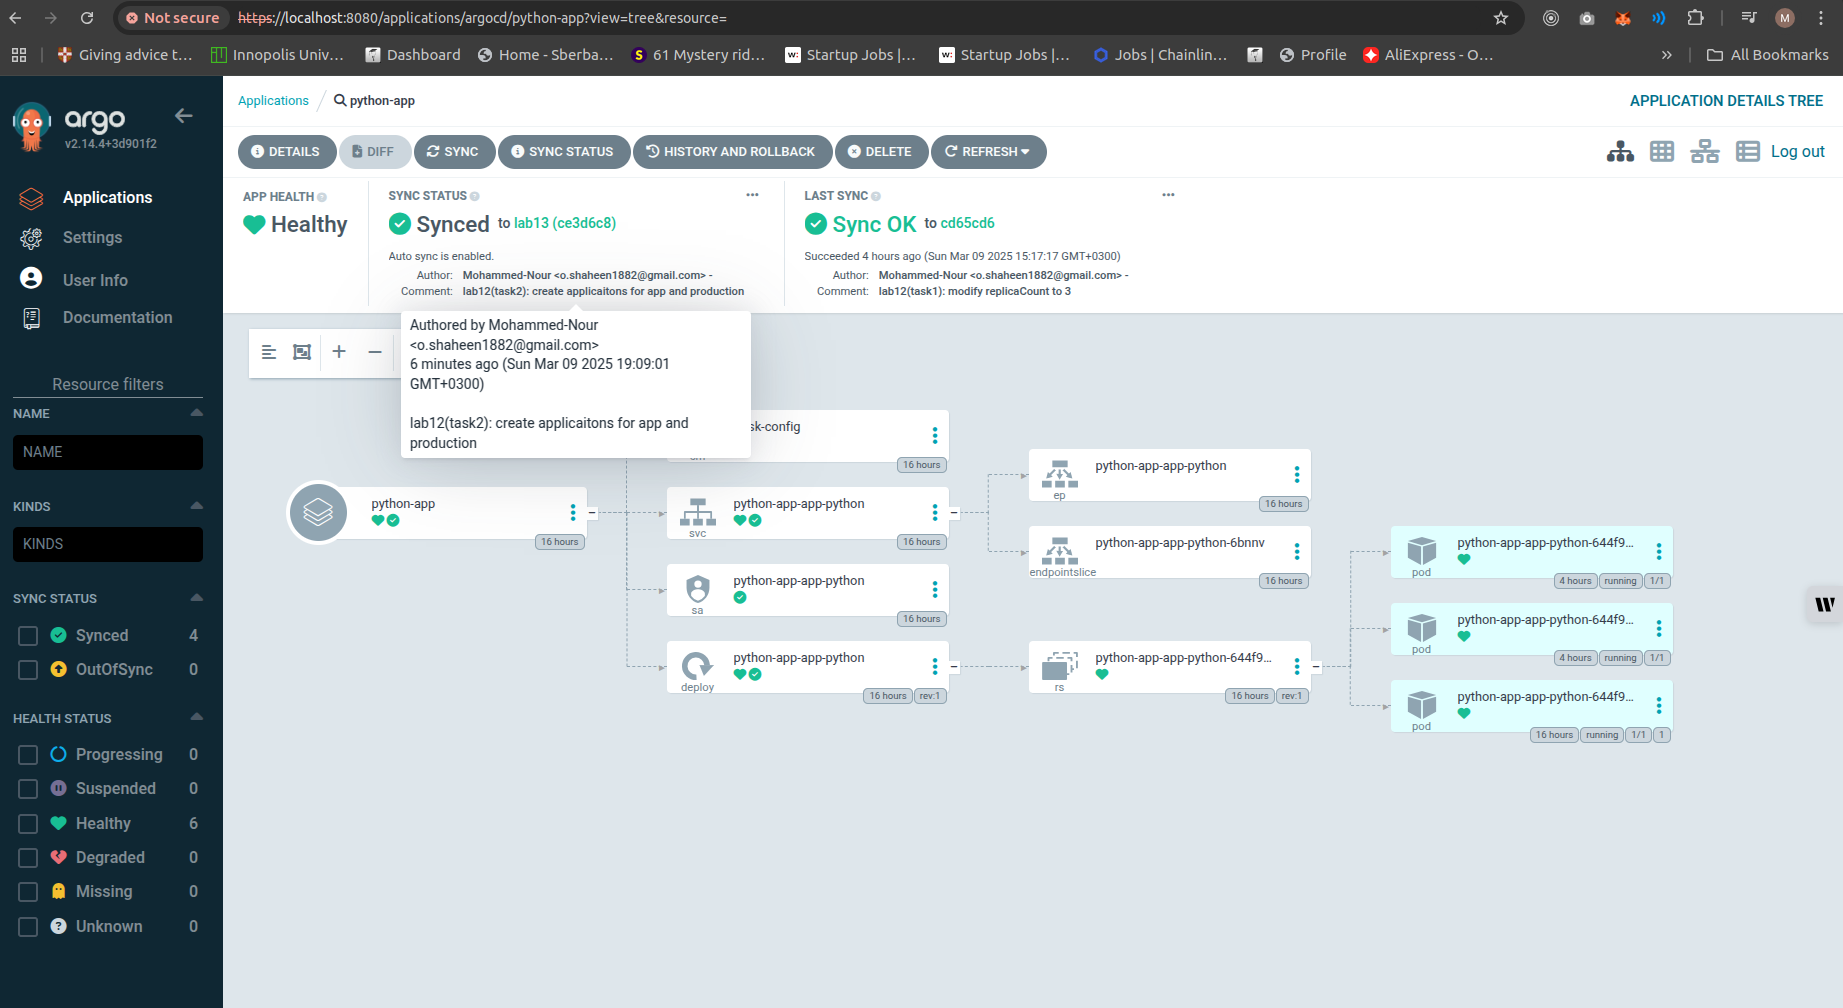 Not secure
https://localhost:8080/applications/argocd/python-app?view=tree&resource=
M
Giving advice t...
Innopolis Univ...
Dashboard
Home - Sberba...
S 61 Mystery rid...
w: Startup Jobs |...
w: Startup Jobs |...
Jobs | Chainlin...
Profile
AliExpress - O...
»
All Bookmarks
argo
v2.14.4+3d901f2
Applications
Settings
User Info
Documentation
Resource filters
NAME
NAME
KINDS
KINDS
SYNC STATUS
Synced 4
OutOfSync 0
HEALTH STATUS
Progressing 0
Suspended 0
Healthy 6
Degraded 0
Missing 0
Unknown 0
Applications / python-app
APPLICATION DETAILS TREE
DETAILS
DIFF
SYNC
SYNC STATUS
HISTORY AND ROLLBACK
DELETE
REFRESH
Log out
APP HEALTH
Healthy
SYNC STATUS
Synced to lab13 (ce3d6c8)
Auto sync is enabled.
Author: Mohammed-Nour <o.shaheen1882@gmail.com> -
Comment: lab12(task2): create applicaitons for app and production
LAST SYNC
Sync OK to cd65cd6
Succeeded 4 hours ago (Sun Mar 09 2025 15:17:17 GMT+0300)
Author: Mohammed-Nour <o.shaheen1882@gmail.com> -
Comment: lab12(task1): modify replicaCount to 3
Authored by Mohammed-Nour
<o.shaheen1882@gmail.com>
6 minutes ago (Sun Mar 09 2025 19:09:01
GMT+0300)
lab12(task2): create applicaitons for app and
production
sk-config
16 hours
python-app
16 hours
svc
python-app-app-python
16 hours
sa
python-app-app-python
16 hours
deploy
python-app-app-python
16 hours rev:1
ep
python-app-app-python
16 hours
endpointslice
python-app-app-python-6bnnv
16 hours
rs
python-app-app-python-644f9...
16 hours rev:1
pod
python-app-app-python-644f9...
4 hours running 1/1
pod
python-app-app-python-644f9...
4 hours running 1/1
pod
python-app-app-python-644f9...
16 hours running 1/1 1
W